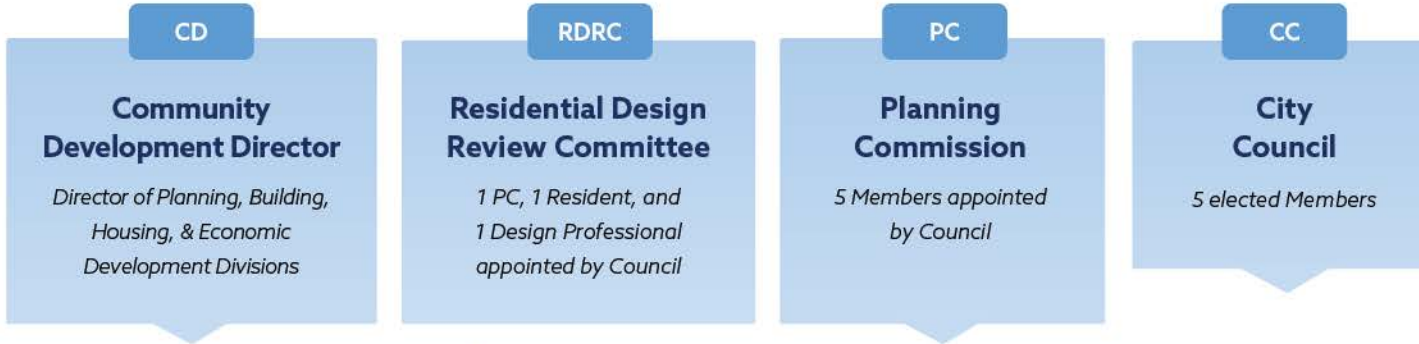 CD
Community
Development Director
Director of Planning, Building,
Housing, & Economic
Development Divisions
RDRC
Residential Design
Review Committee
1 PC, 1 Resident, and
1 Design Professional
appointed by Council
PC
Planning
Commission
5 Members appointed
by Council
CC
City
Council
5 elected Members